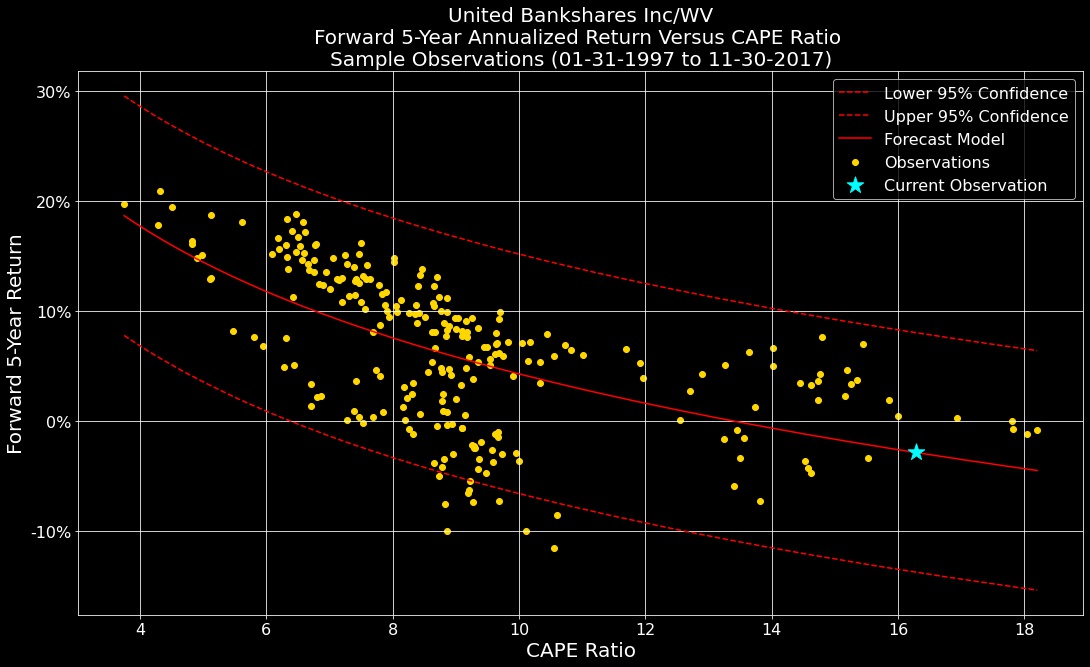 United Bankshares Inc/WV
Forward 5-Year Annualized Return Versus CAPE Ratio
Sample Observations (01-31-1997 to 11-30-2017)
Lower 95% Confidence
Upper 95% Confidence
Forecast Model
Observations
Current Observation
Forward 5-Year Return
30%
20%
10%
0%
-10%
4 6 8 10 12 14 16 18
CAPE Ratio